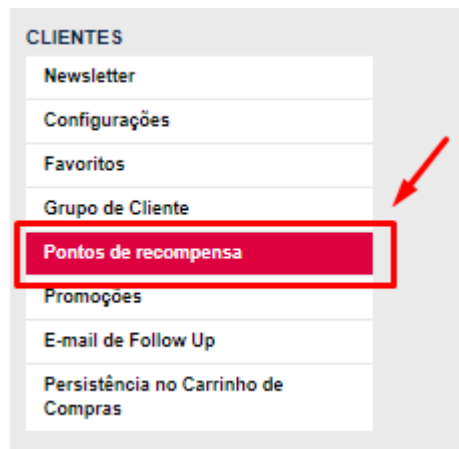 CLIENTES
Newsletter
Configurações
Favoritos
Grupo de Cliente
Pontos de recompensa
Promoções
E-mail de Follow Up
Persistência no Carrinho de
Compras